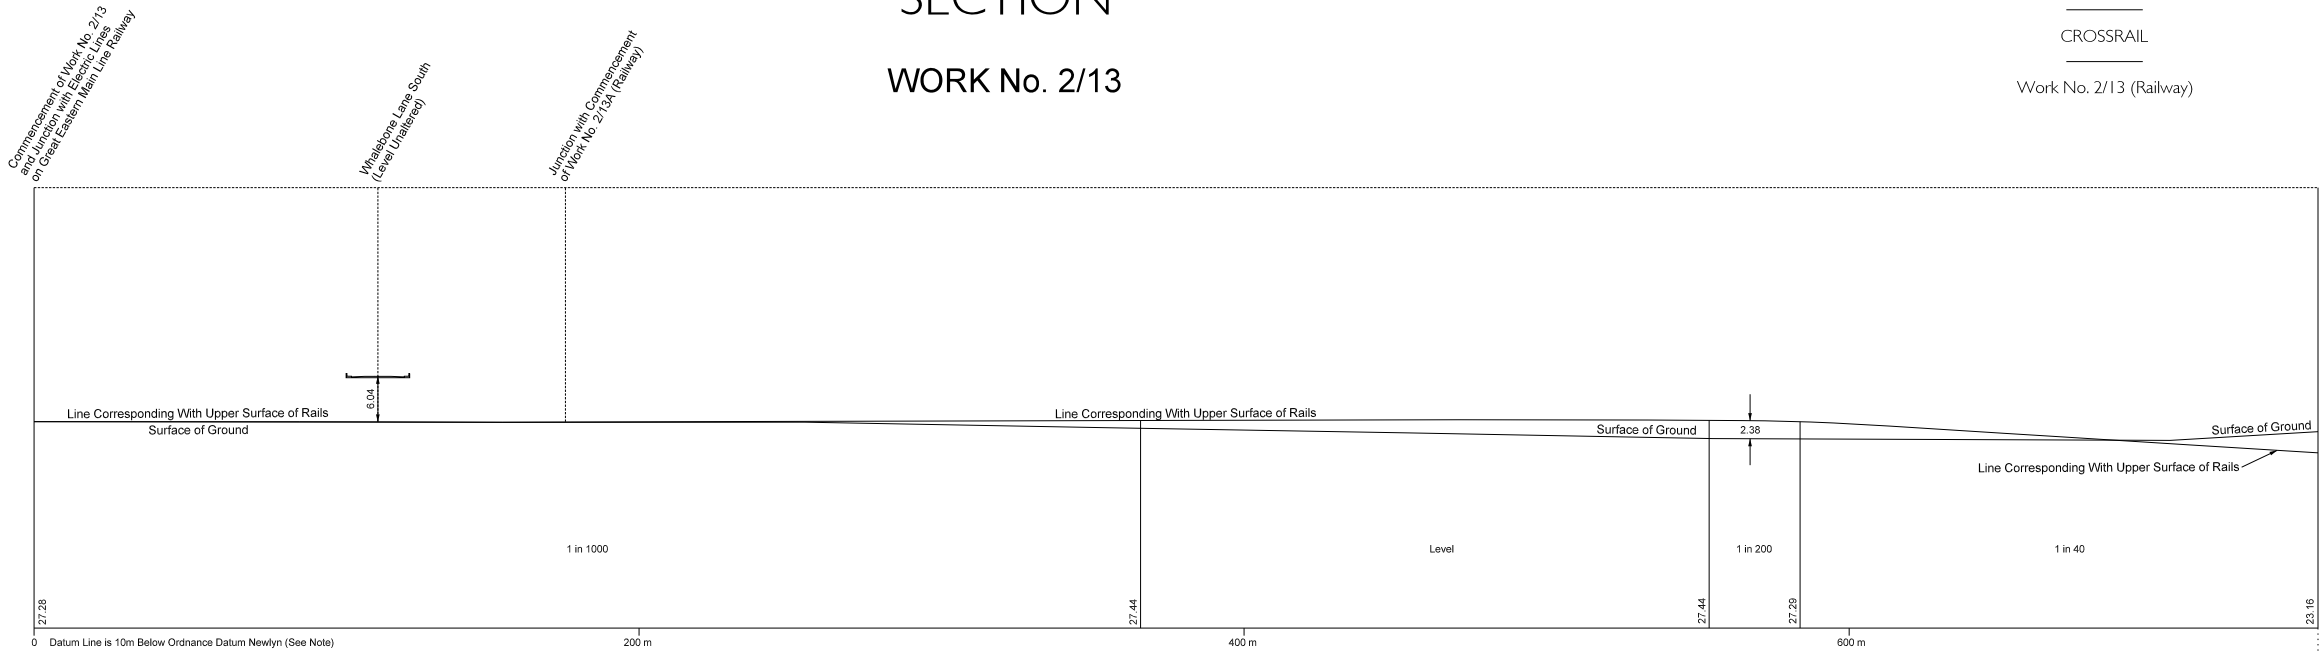 SECTION
WORK No. 2/13
CROSSRAIL
Work No. 2/13 (Railway)
Commencement of Work No. 2/13
and Junction with Electric Lines
on Great Eastern Main Line Railway
Whalebone Lane South
(Level Unaltered)
Junction with Commencement
of Work No. 2/13A (Railway)
6.04
Line Corresponding With Upper Surface of Rails
Surface of Ground
Line Corresponding With Upper Surface of Rails
Surface of Ground
2.38
Surface of Ground
Line Corresponding With Upper Surface of Rails
1 in 1000
Level
1 in 200
1 in 40
27.28
27.44
27.44
27.29
23.16
0
Datum Line is 10m Below Ordnance Datum Newlyn (See Note)
200 m
400 m
600 m